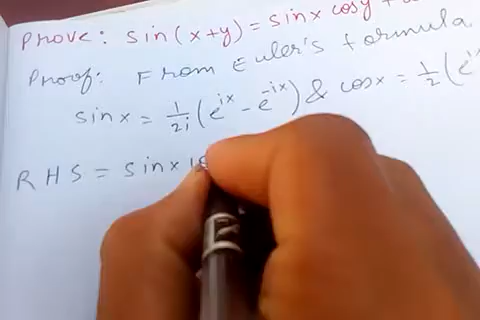 Prove: sin(x+y) = sinx cosy +
Proof: From Euler's formula
sinx = 1/2i (e^ix - e^-ix) & cosx = 1/2 (e^i
RHS = sinx